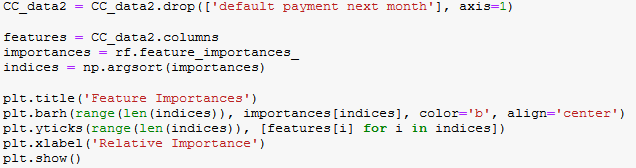 CC_data2 = CC_data2.drop(['default payment next month'], axis=1)
features = CC_data2.columns
importances = rf.feature_importances_
indices = np.argsort(importances)
plt.title('Feature Importances')
plt.barh(range(len(indices)), importances[indices], color='b', align='center')
plt.yticks(range(len(indices)), [features[i] for i in indices])
plt.xlabel('Relative Importance')
plt.show()